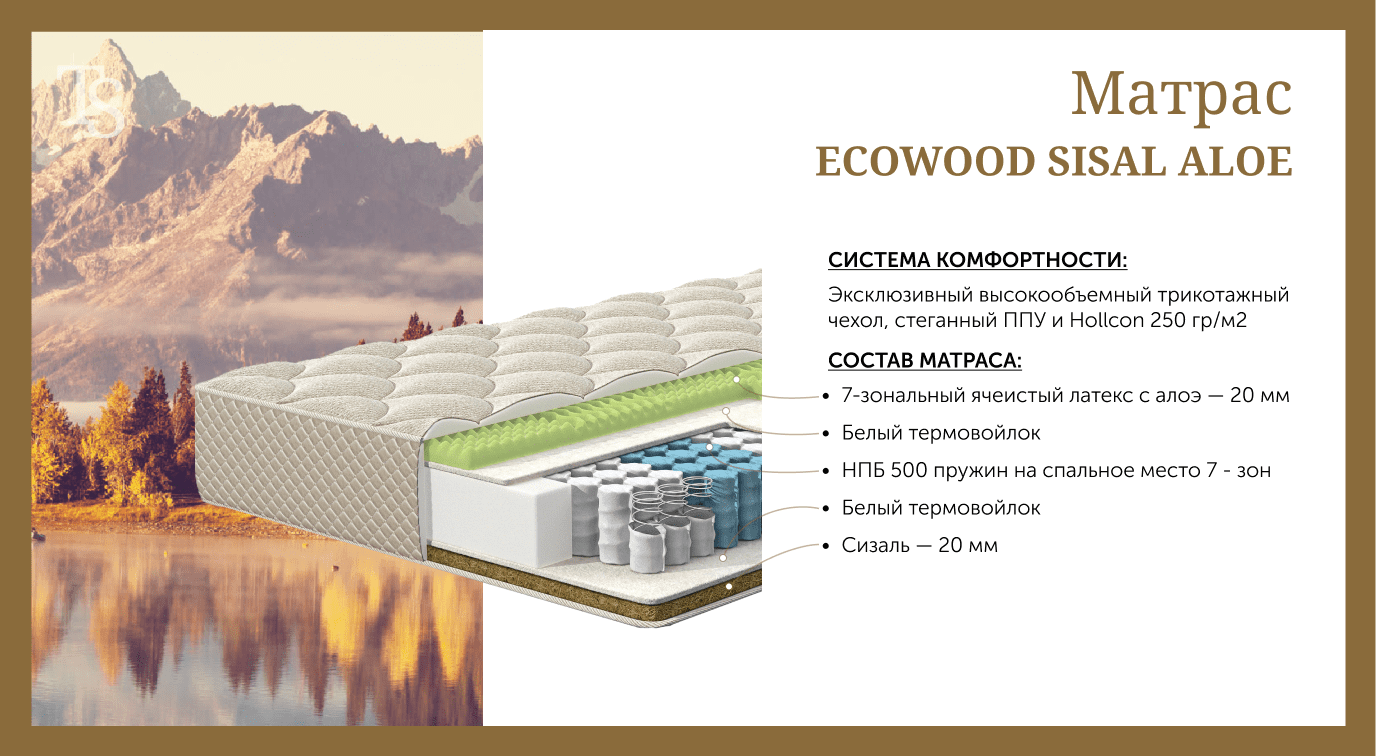 TS
Матрас
ECOWOOD SISAL ALOE
СИСТЕМА КОМФОРТНОСТИ:
Эксклюзивный высокообъемный трикотажный
чехол, стеганный ППУ и Hollcon 250 гр/м2
СОСТАВ МАТРАСА:
• 7-зональный ячеистый латекс с алоэ — 20 мм
• Белый термовойлок
• НПБ 500 пружин на спальное место 7 - зон
• Белый термовойлок
• Сизаль — 20 мм